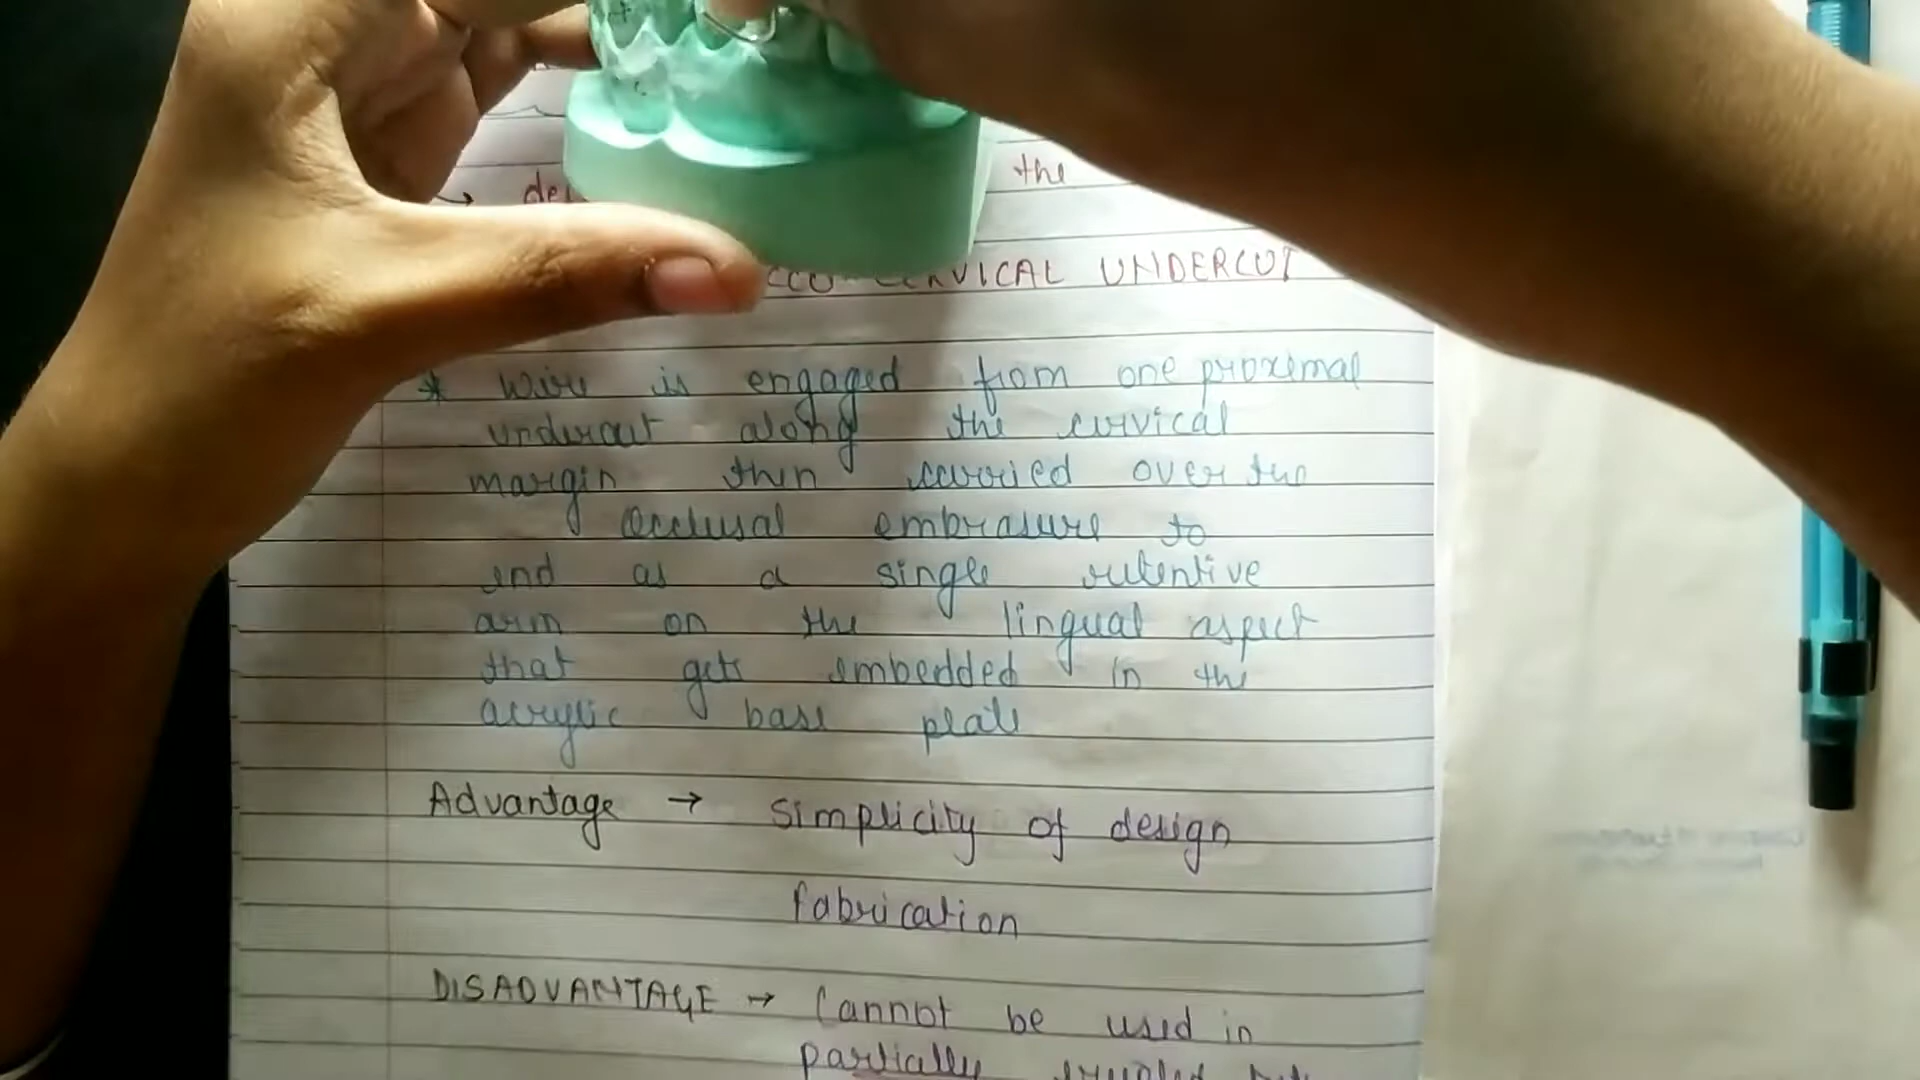 the
CERVICAL UNDERCUT
* Wire is engaged from one proximal
undercut along the cervical
margin then carried over the
occlusal embrasure to
end as a single retentive
arm on the lingual aspect
that gets embedded in the
acrylic base plate
Advantage → simplicity of design
fabrication
DISADVANTAGE → Cannot be used in
partially